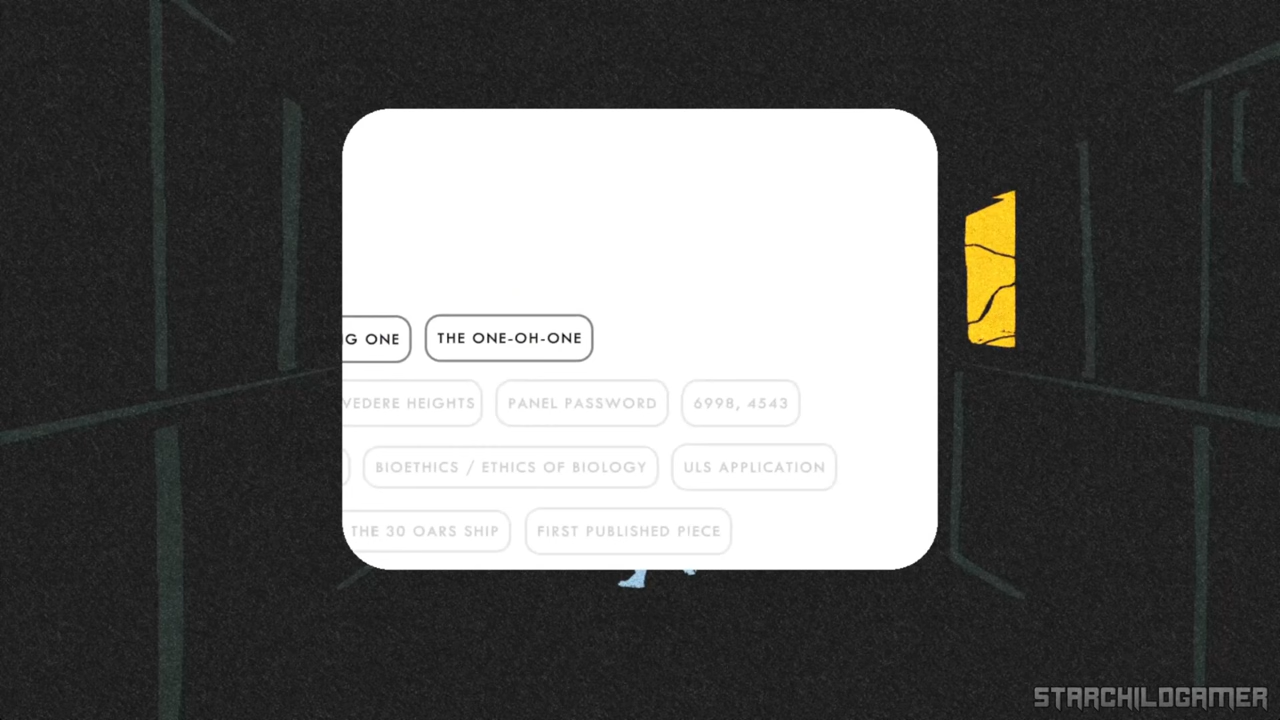 G ONE THE ONE-OH-ONE
VEDERE HEIGHTS PANEL PASSWORD 6998, 4543
BIOETHICS / ETHICS OF BIOLOGY ULS APPLICATION
THE 30 OARS SHIP FIRST PUBLISHED PIECE
STARCHILDGAMER